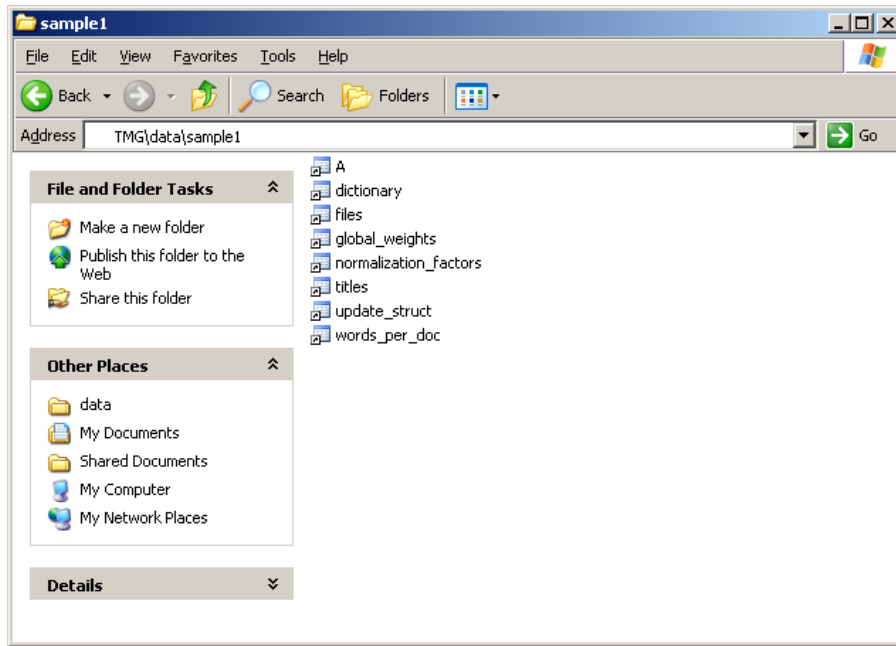 sample1
File Edit View Favorites Tools Help
Back Search Folders
Address TMG\data\sample1 Go
File and Folder Tasks
Make a new folder
Publish this folder to the
Web
Share this folder
Other Places
data
My Documents
Shared Documents
My Computer
My Network Places
Details
A
dictionary
files
global_weights
normalization_factors
titles
update_struct
words_per_doc